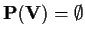 P(V) = ∅